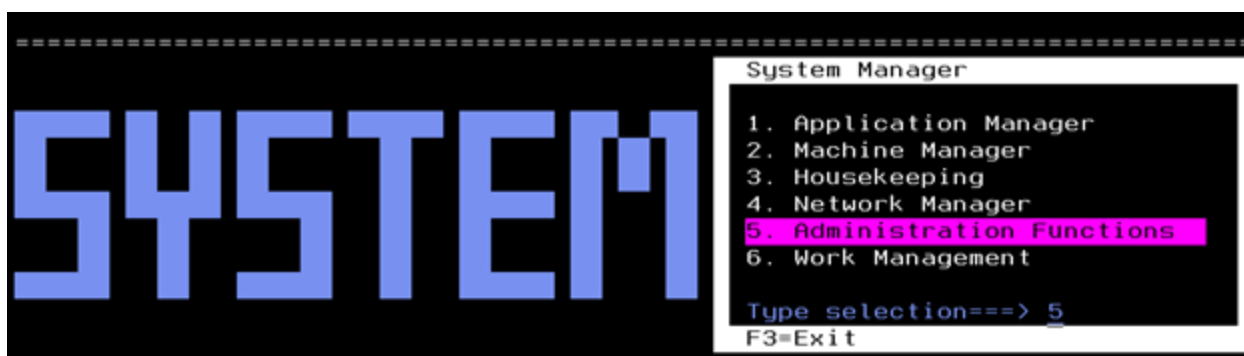 ==============================================================================
System Manager
SYSTEM
1. Application Manager
2. Machine Manager
3. Housekeeping
4. Network Manager
5. Administration Functions
6. Work Management
Type selection===> 5
F3=Exit